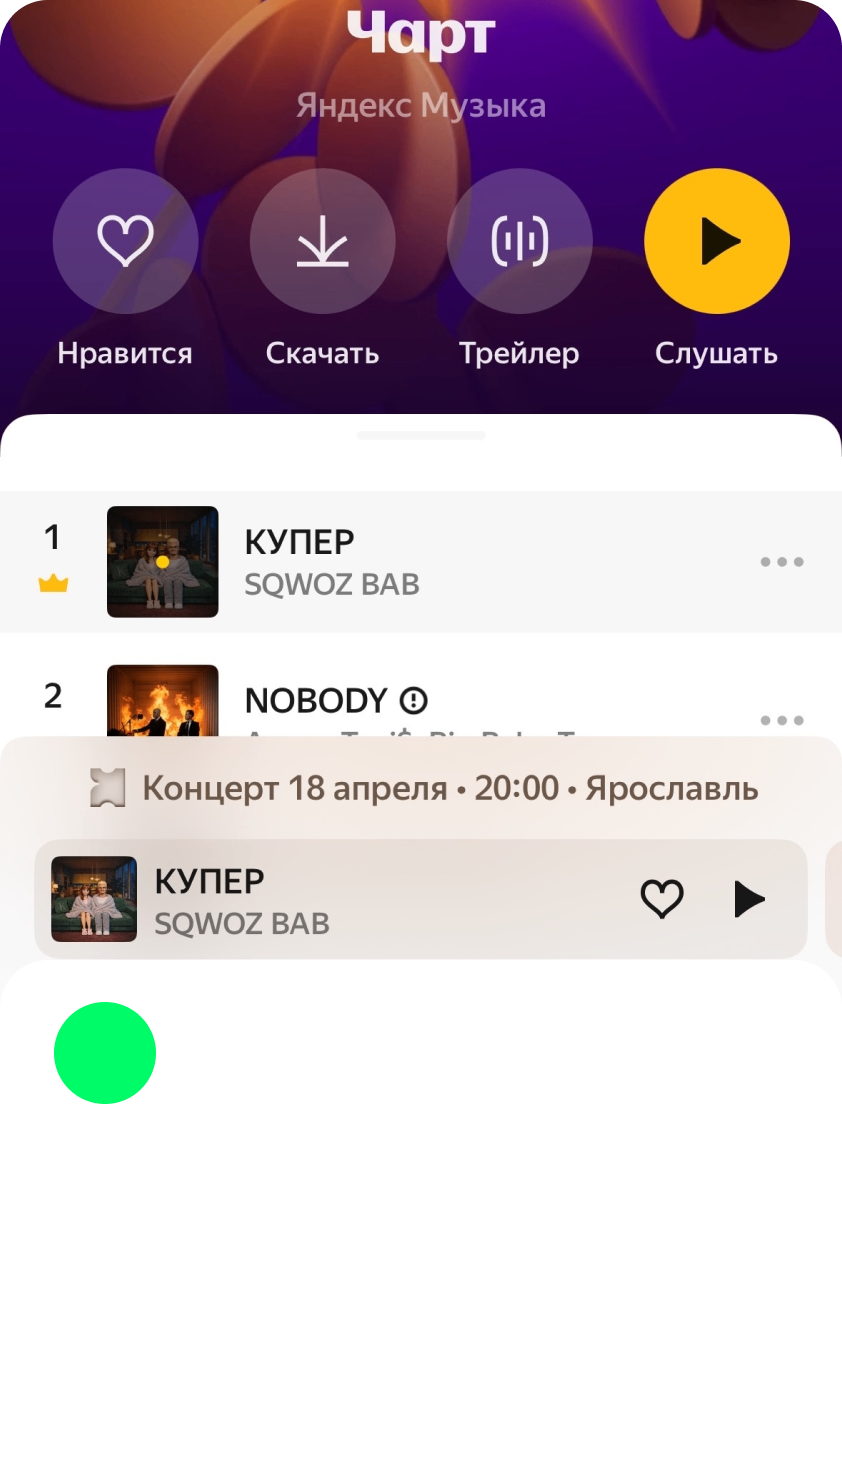 Чарт
Яндекс Музыка
Нравится Скачать Трейлер Слушать
1
КУПЕР
SQWOZ BAB
2
NOBODY
Концерт 18 апреля • 20:00 • Ярославль
КУПЕР
SQWOZ BAB